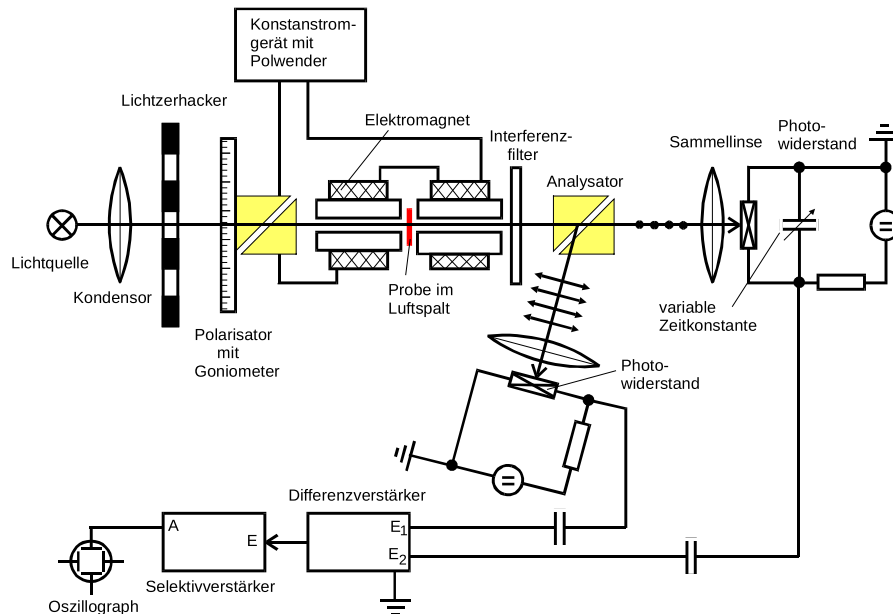 Konstanstrom-
gerät mit
Polwender
Lichtzerhacker
Elektromagnet
Interferenz-
filter
Analysator
Sammellinse
Photo-
widerstand
Lichtquelle
Kondensor
Polarisator
mit
Goniometer
Probe im
Luftspalt
variable
Zeitkonstante
Photo-
widerstand
Differenzverstärker
A
E
E1
E2
Selektivverstärker
Oszillograph